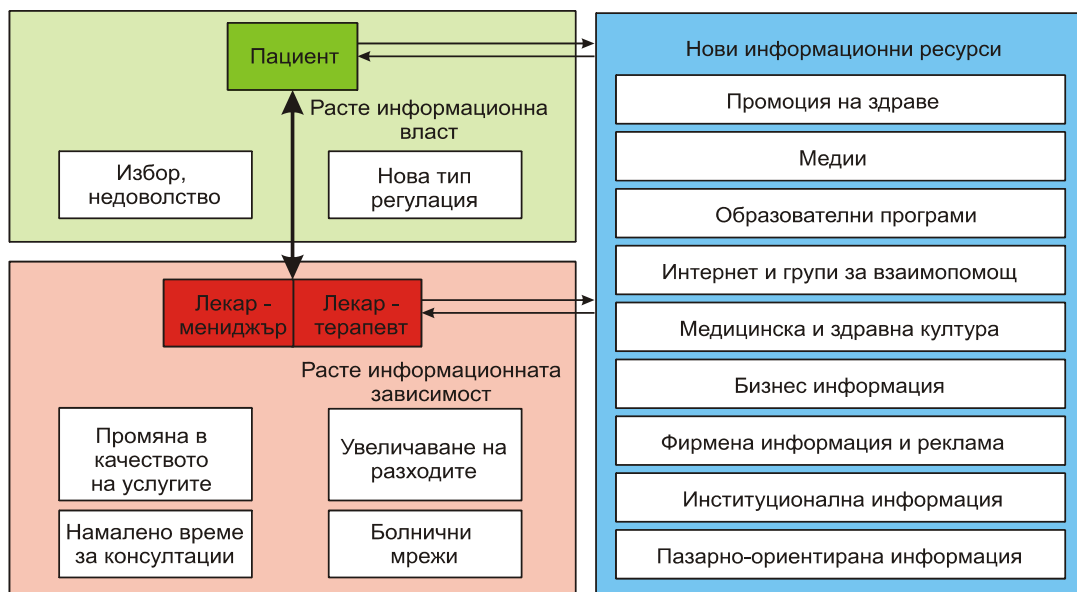 Пациент
Расте информационна
власт
Избор,
недоволство
Нова тип
регулация
Лекар -
мениджър
Лекар -
терапевт
Расте информационната
зависимост
Промяна в
качеството
на услугите
Увеличаване на
разходите
Намалено време
за консултации
Болнични
мрежи
Нови информационни ресурси
Промоция на здраве
Медии
Образователни програми
Интернет и групи за взаимопомощ
Медицинска и здравна култура
Бизнес информация
Фирмена информация и реклама
Институционална информация
Пазарно-ориентирана информация